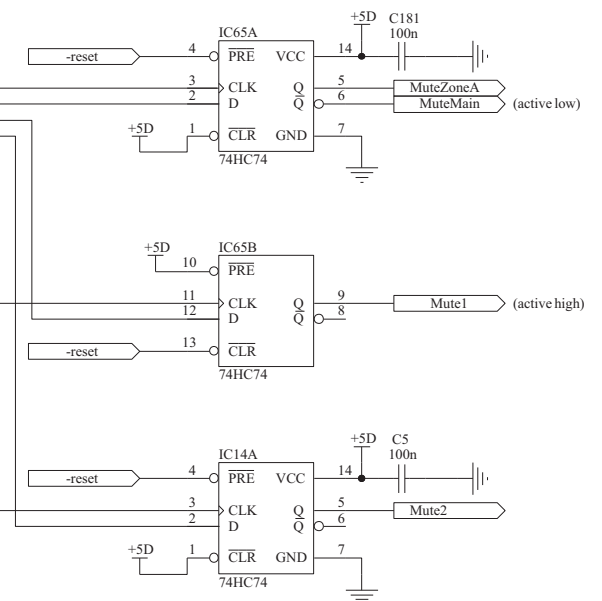 +5D
C181
100n
IC65A
-reset
4
PRE
VCC
14
3
CLK
Q
5
MuteZoneA
2
D
Q
6
MuteMain
(active low)
+5D
1
CLR
GND
7
74HC74
+5D
IC65B
10
PRE
11
CLK
Q
9
Mute1
(active high)
12
D
Q
8
-reset
13
CLR
74HC74
+5D
C5
100n
IC14A
-reset
4
PRE
VCC
14
3
CLK
Q
5
Mute2
2
D
Q
6
+5D
1
CLR
GND
7
74HC74